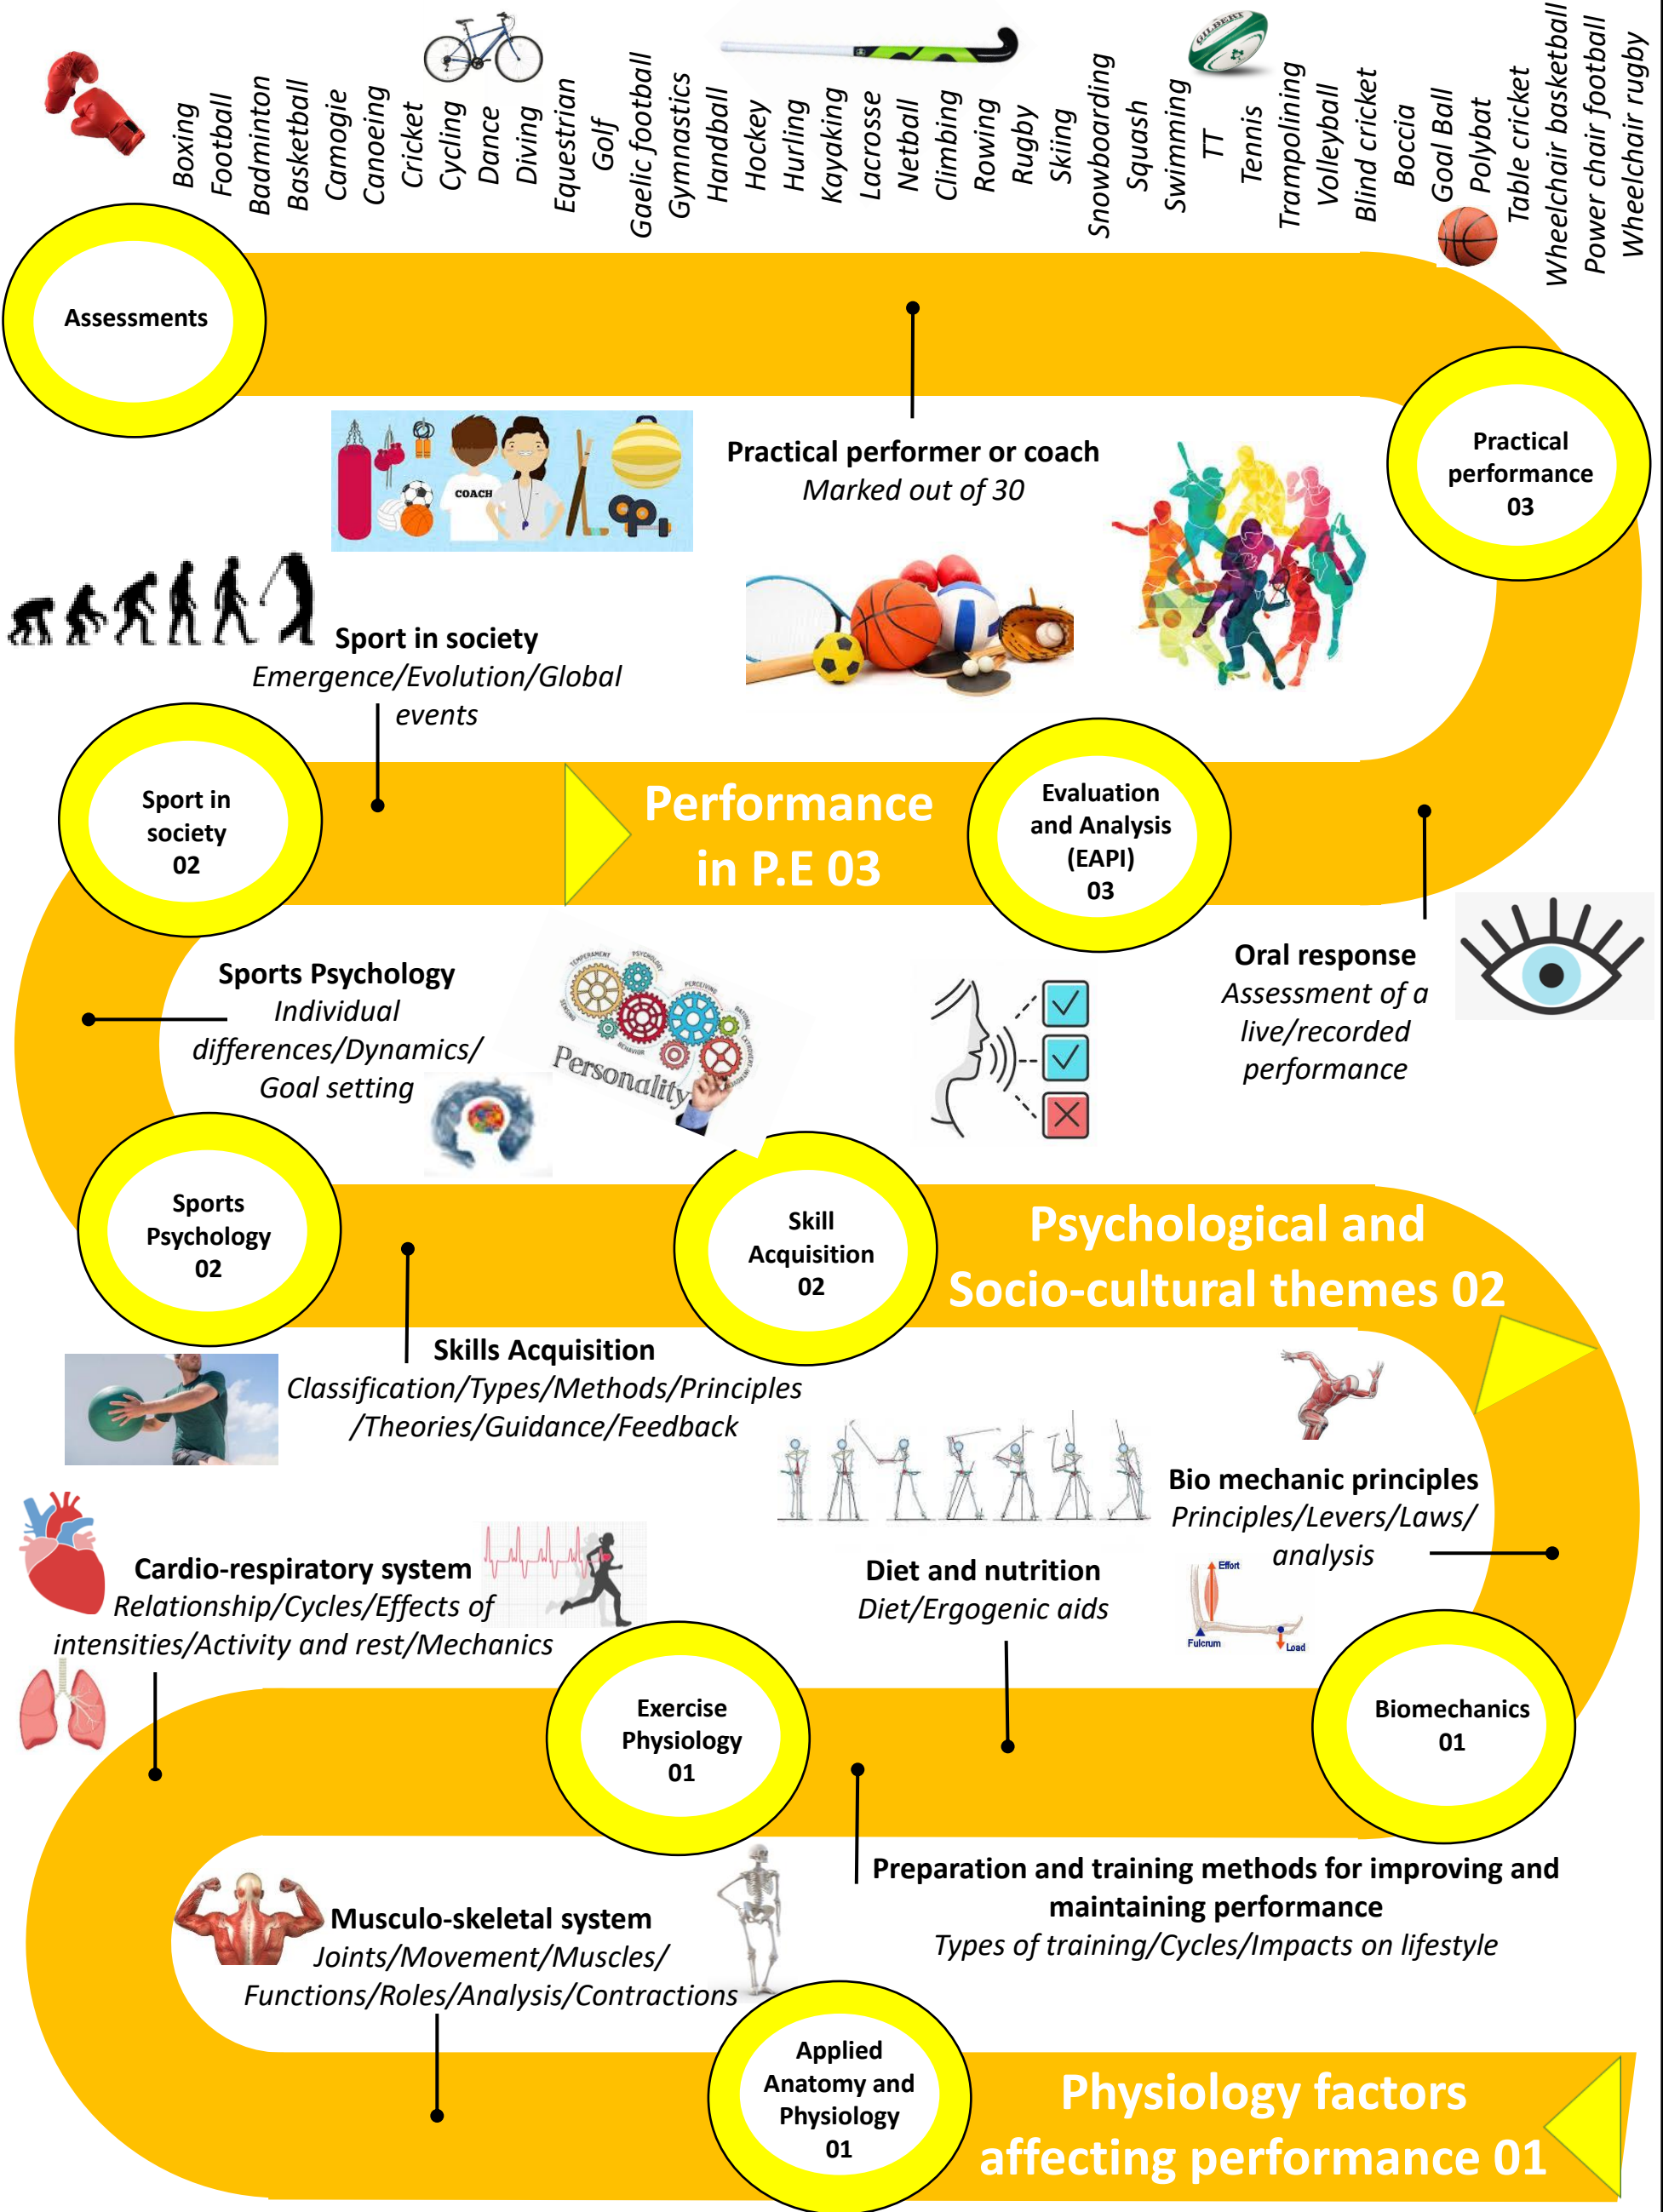 Boxing
Football
Badminton
Basketball
Camogie
Canoeing
Cricket
Cycling
Dance
Diving
Equestrian
Golf
Gaelic football
Gymnastics
Handball
Hockey
Hurling
Kayaking
Lacrosse
Netball
Climbing
Rowing
Rugby
Skiing
Snowboarding
Squash
Swimming
TT
Tennis
Trampolining
Volleyball
Blind cricket
Boccia
Goal Ball
Polybat
Table cricket
Wheelchair basketball
Power chair football
Wheelchair rugby
GILBERT
Assessments
Practical performer or coach
Marked out of 30
Practical
performance
03
COACH
Sport in society
Emergence/Evolution/Global
events
Sport in
society
02
Performance
in P.E 03
Evaluation
and Analysis
(EAPI)
03
Oral response
Assessment of a
live/recorded
performance
Sports Psychology
Individual
differences/Dynamics/
Goal setting
TEMPERAMENT
PSYCHOLOGY
PERCEIVING
RATIONAL
SENSING
BEHAVIOR
EXTROVERT
Personality
Sports
Psychology
02
Skill
Acquisition
02
Psychological and
Socio-cultural themes 02
Skills Acquisition
Classification/Types/Methods/Principles
/Theories/Guidance/Feedback
Bio mechanic principles
Principles/Levers/Laws/
analysis
Effort
Fulcrum
Load
Cardio-respiratory system
Relationship/Cycles/Effects of
intensities/Activity and rest/Mechanics
Diet and nutrition
Diet/Ergogenic aids
Exercise
Physiology
01
Biomechanics
01
Preparation and training methods for improving and
maintaining performance
Types of training/Cycles/Impacts on lifestyle
Musculo-skeletal system
Joints/Movement/Muscles/
Functions/Roles/Analysis/Contractions
Applied
Anatomy and
Physiology
01
Physiology factors
affecting performance 01